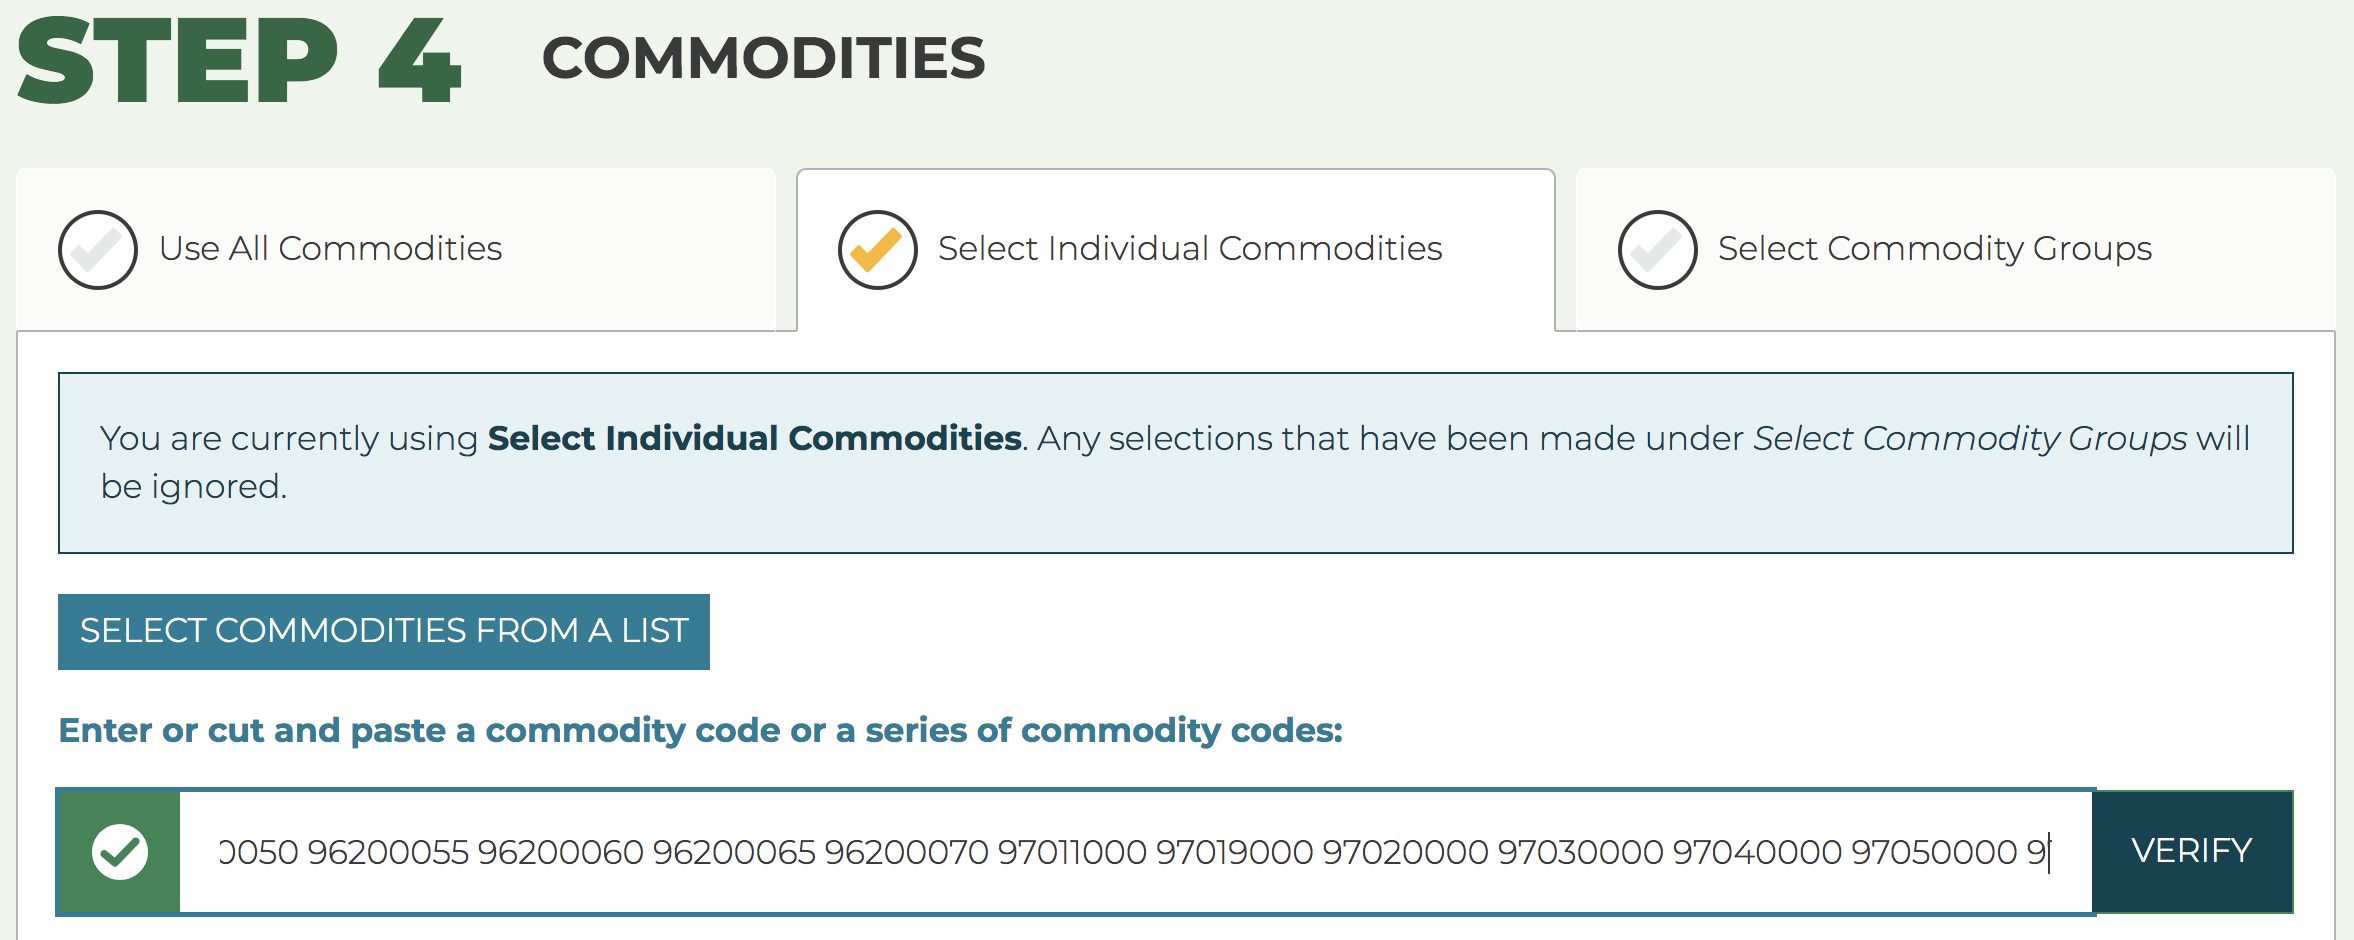 STEP 4 COMMODITIES
Use All Commodities
Select Individual Commodities
Select Commodity Groups
You are currently using Select Individual Commodities. Any selections that have been made under Select Commodity Groups will
be ignored.
SELECT COMMODITIES FROM A LIST
Enter or cut and paste a commodity code or a series of commodity codes:
0050 96200055 96200060 96200065 96200070 97011000 97019000 97020000 97030000 97040000 97050000 9
VERIFY